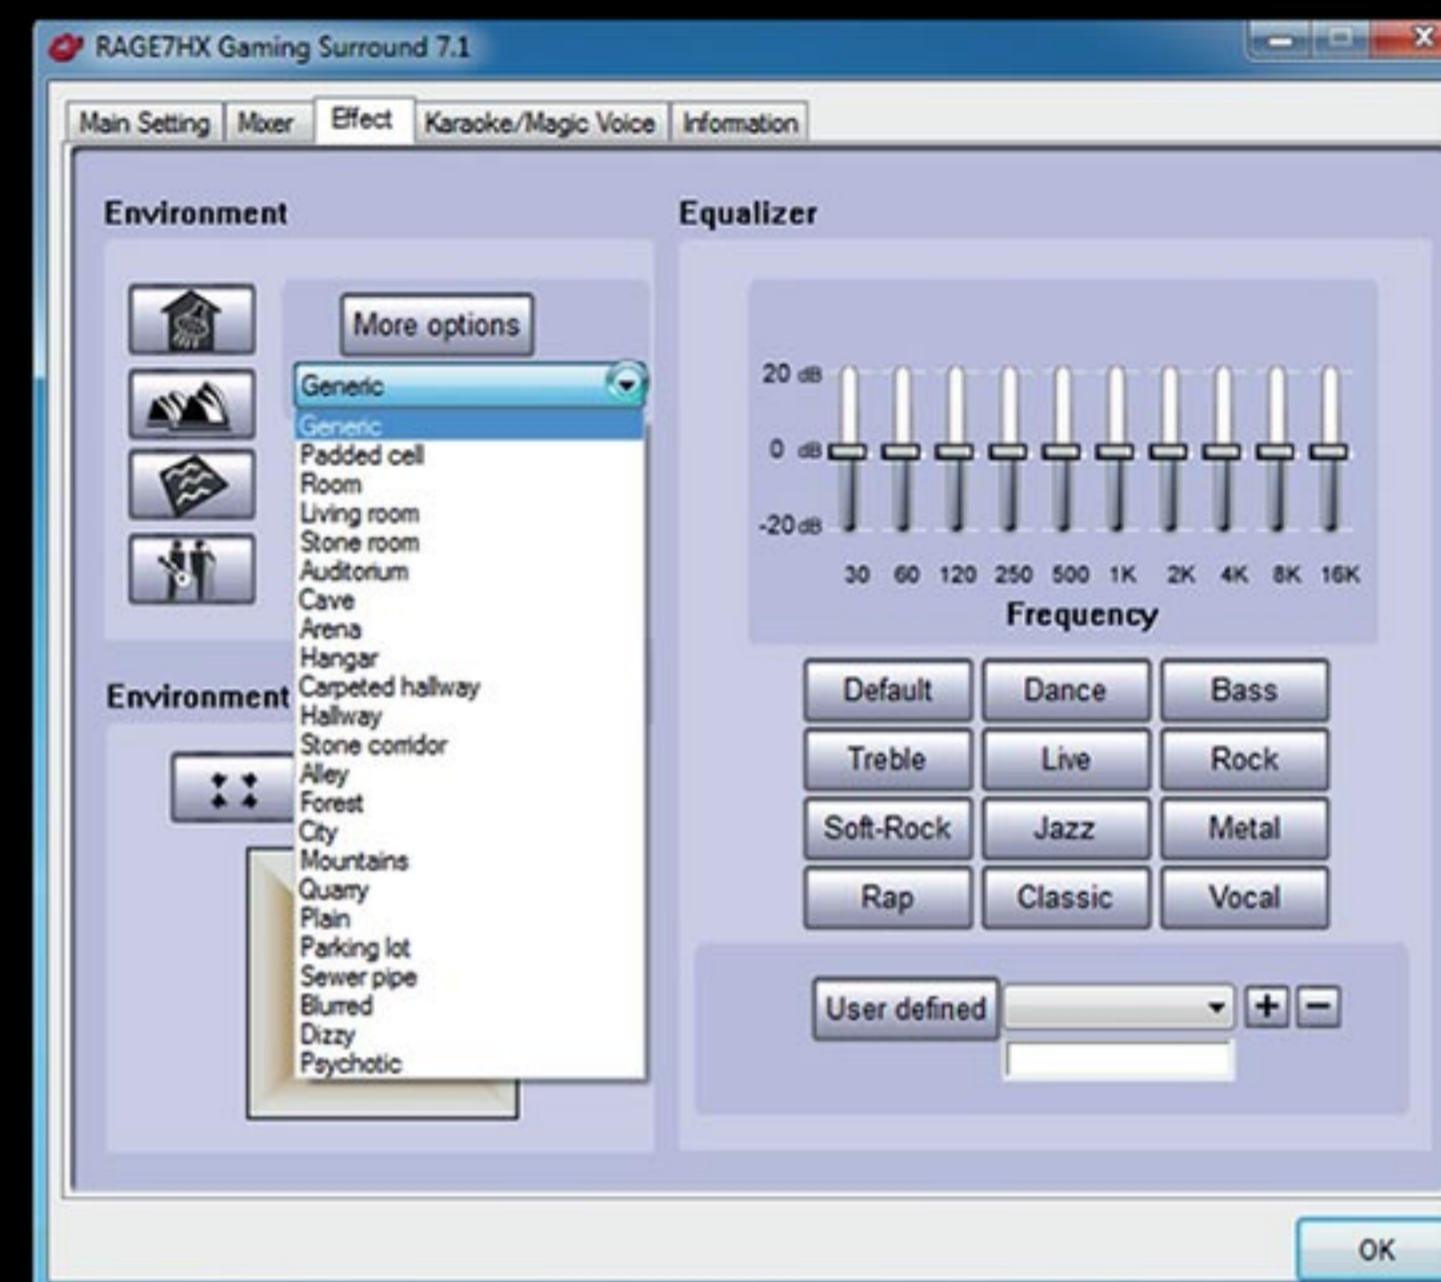 RAGE7HX Gaming Surround 7.1
Main Setting Mixer Effect Karaoke/Magic Voice Information
Environment
More options
Generic
Generic
Padded cell
Room
Living room
Stone room
Auditorium
Cave
Arena
Hangar
Carpeted hallway
Hallway
Stone corridor
Alley
Forest
City
Mountains
Quarry
Plain
Parking lot
Sewer pipe
Blurred
Dizzy
Psychotic
Environment
Equalizer
20 dB
0 dB
-20 dB
30 60 120 250 500 1K 2K 4K 8K 16K
Frequency
Default Dance Bass
Treble Live Rock
Soft-Rock Jazz Metal
Rap Classic Vocal
User defined
OK